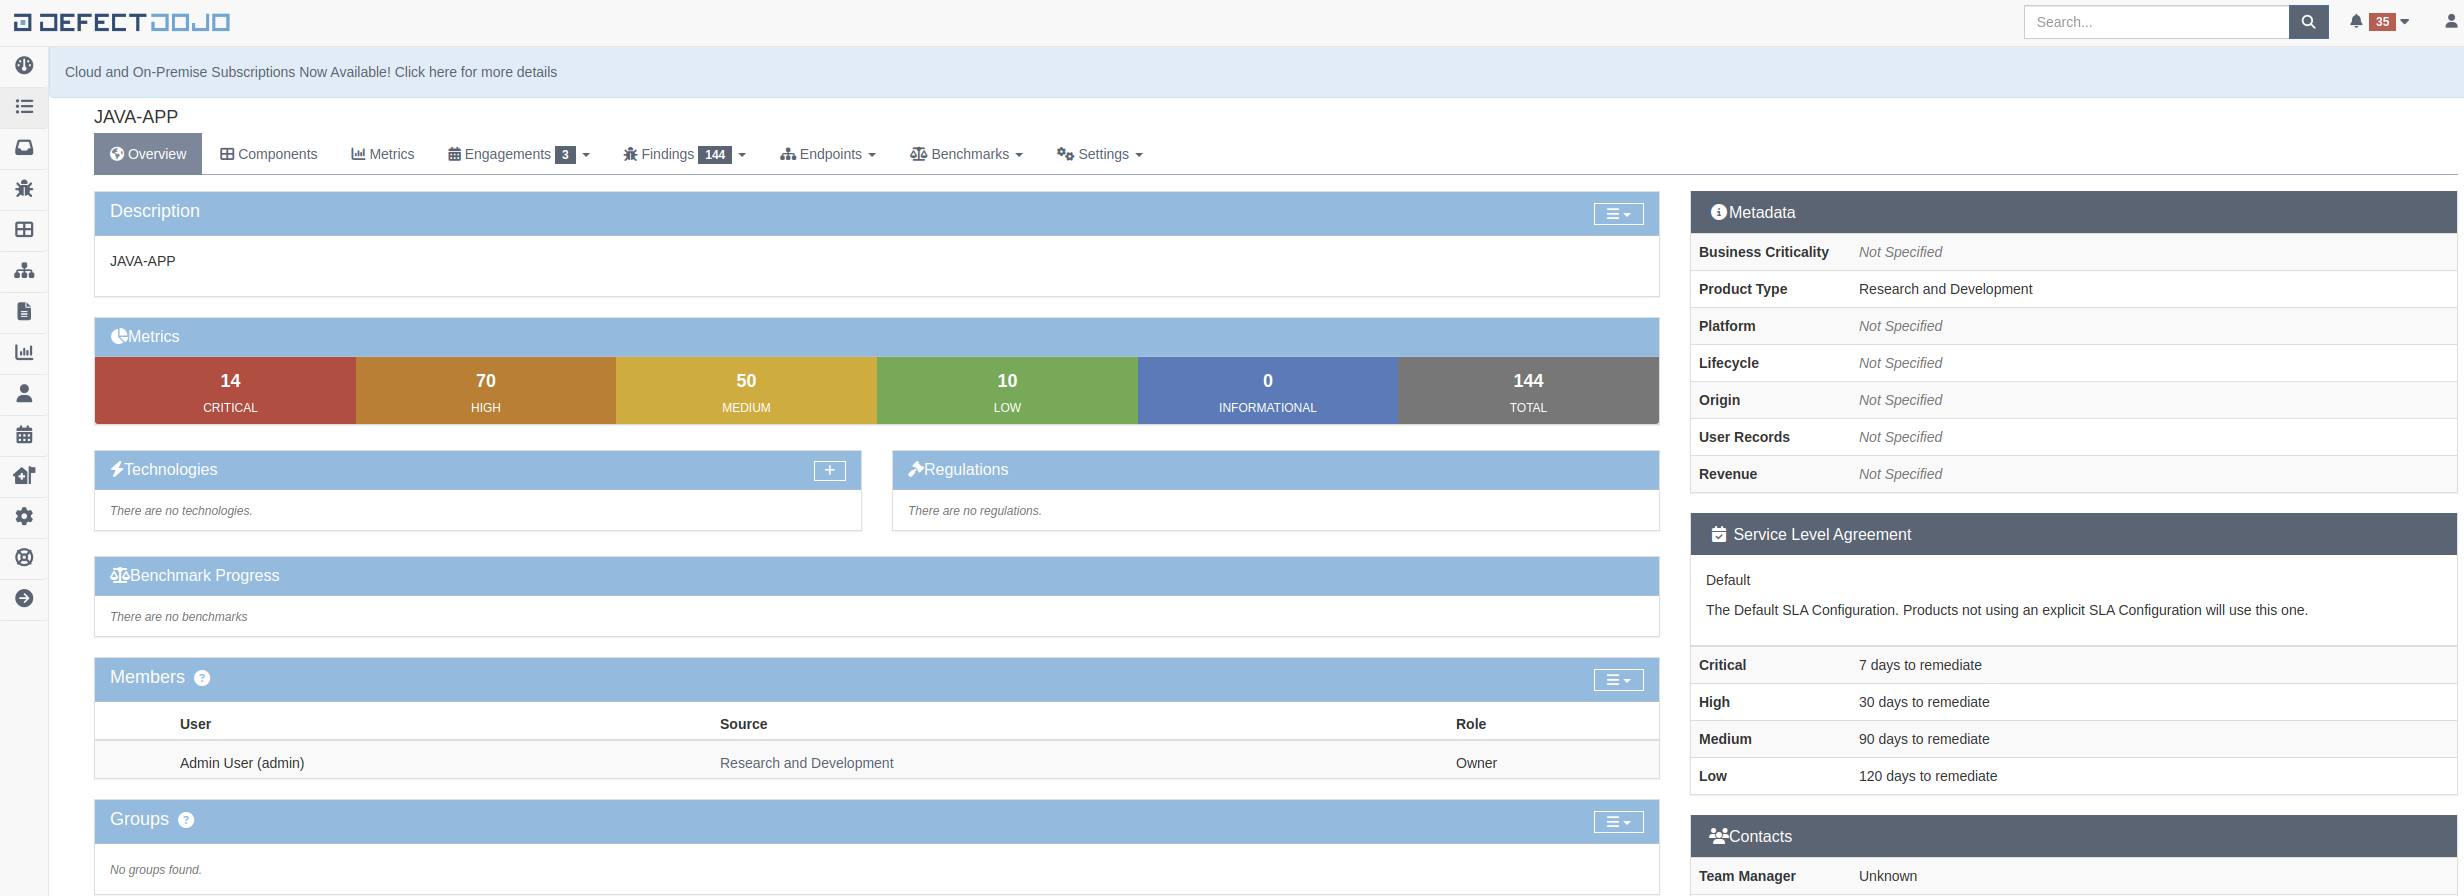 DEFECTDOJO
Search...
35
Cloud and On-Premise Subscriptions Now Available! Click here for more details
JAVA-APP
Overview Components Metrics Engagements 3 Findings 144 Endpoints Benchmarks Settings
Description
JAVA-APP
Metrics
14 70 50 10 0 144
CRITICAL HIGH MEDIUM LOW INFORMATIONAL TOTAL
Technologies
There are no technologies.
Regulations
There are no regulations.
Benchmark Progress
There are no benchmarks
Members
User Source Role
Admin User (admin) Research and Development Owner
Groups
No groups found.
Metadata
Business Criticality Not Specified
Product Type Research and Development
Platform Not Specified
Lifecycle Not Specified
Origin Not Specified
User Records Not Specified
Revenue Not Specified
Service Level Agreement
Default
The Default SLA Configuration. Products not using an explicit SLA Configuration will use this one.
Critical 7 days to remediate
High 30 days to remediate
Medium 90 days to remediate
Low 120 days to remediate
Contacts
Team Manager Unknown